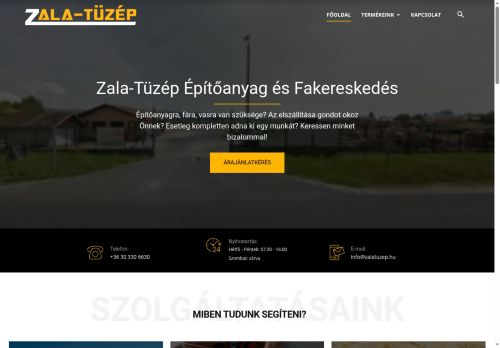 ZALA-TÜZÉP
FŐOLDAL TERMÉKEINK KAPCSOLAT
Zala-Tüzép Építőanyag és Fakereskedés
Építőanyagra, fára, vasra van szüksége? Az elszállítása gondot okoz
Önnek? Esetleg kompletten adna ki egy munkát? Keressen minket
bizalommal!
ÁRAJÁNLATKÉRÉS
Telefon
+36 30 330 6630
24
Nyitvatartás:
Hétfő - Péntek: 07:30 - 16:00
Szombat: zárva
E-mail
info@zalatuzep.hu
SZOLGÁLTATÁSAINK
MIBEN TUDUNK SEGÍTENI?